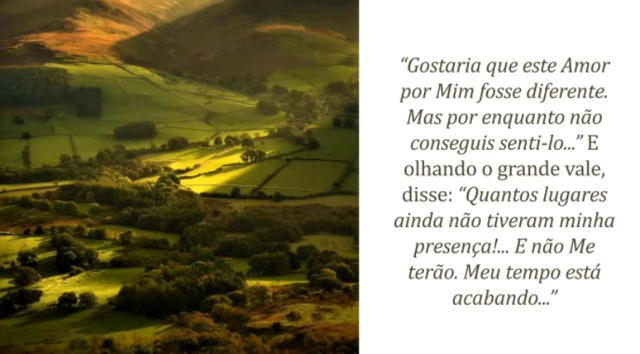 “Gostaria que este Amor
por Mim fosse diferente.
Mas por enquanto não
conseguis senti-lo...” E
olhando o grande vale,
disse: “Quantos lugares
ainda não tiveram minha
presença!... E não Me
terão. Meu tempo está
acabando...”